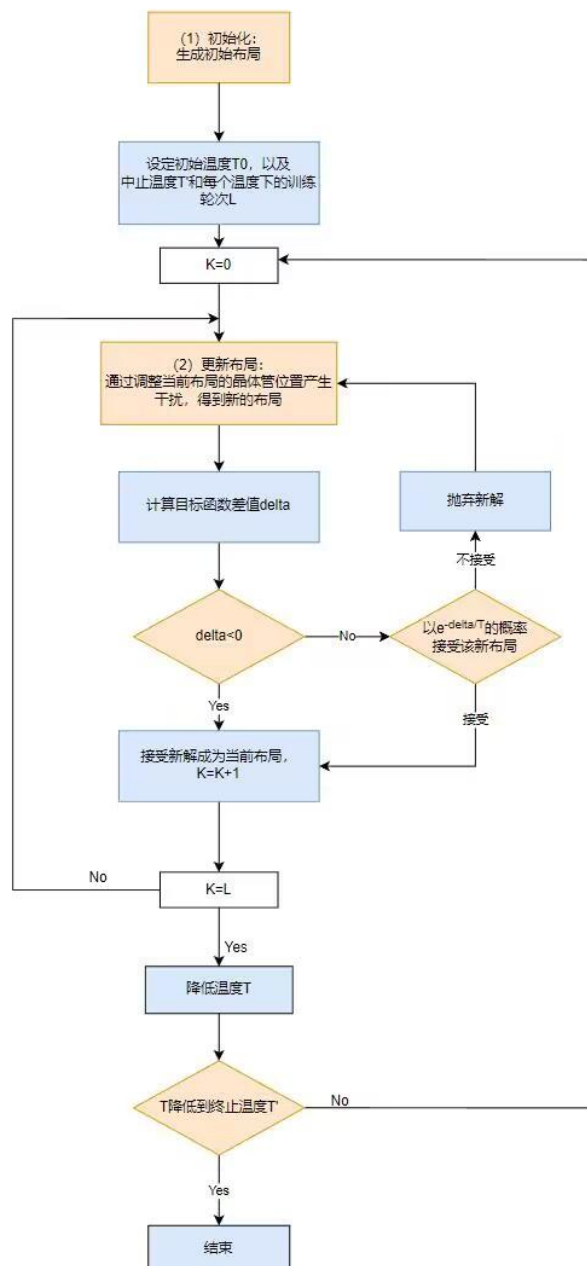 （1）初始化：
生成初始布局
设定初始温度T0，以及
中止温度T'和每个温度下的训练
轮次L
K=0
（2）更新布局：
通过调整当前布局的晶体管位置产生
干扰，得到新的布局
计算目标函数差值delta
抛弃新解
不接受
delta<0
No
以e-delta/T的概率
接受该新布局
Yes
接受
接受新解成为当前布局，
K=K+1
No
K=L
Yes
降低温度T
T降低到终止温度T'
No
Yes
结束